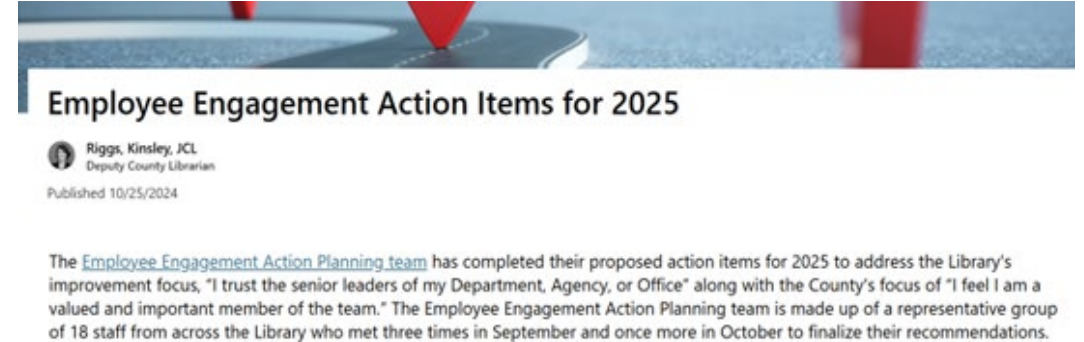 Employee Engagement Action Items for 2025
Riggs, Kinsley, JCL
Deputy County Librarian
Published 10/25/2024
The Employee Engagement Action Planning team has completed their proposed action items for 2025 to address the Library's
improvement focus, "I trust the senior leaders of my Department, Agency, or Office" along with the County's focus of "I feel I am a
valued and important member of the team." The Employee Engagement Action Planning team is made up of a representative group
of 18 staff from across the Library who met three times in September and once more in October to finalize their recommendations.